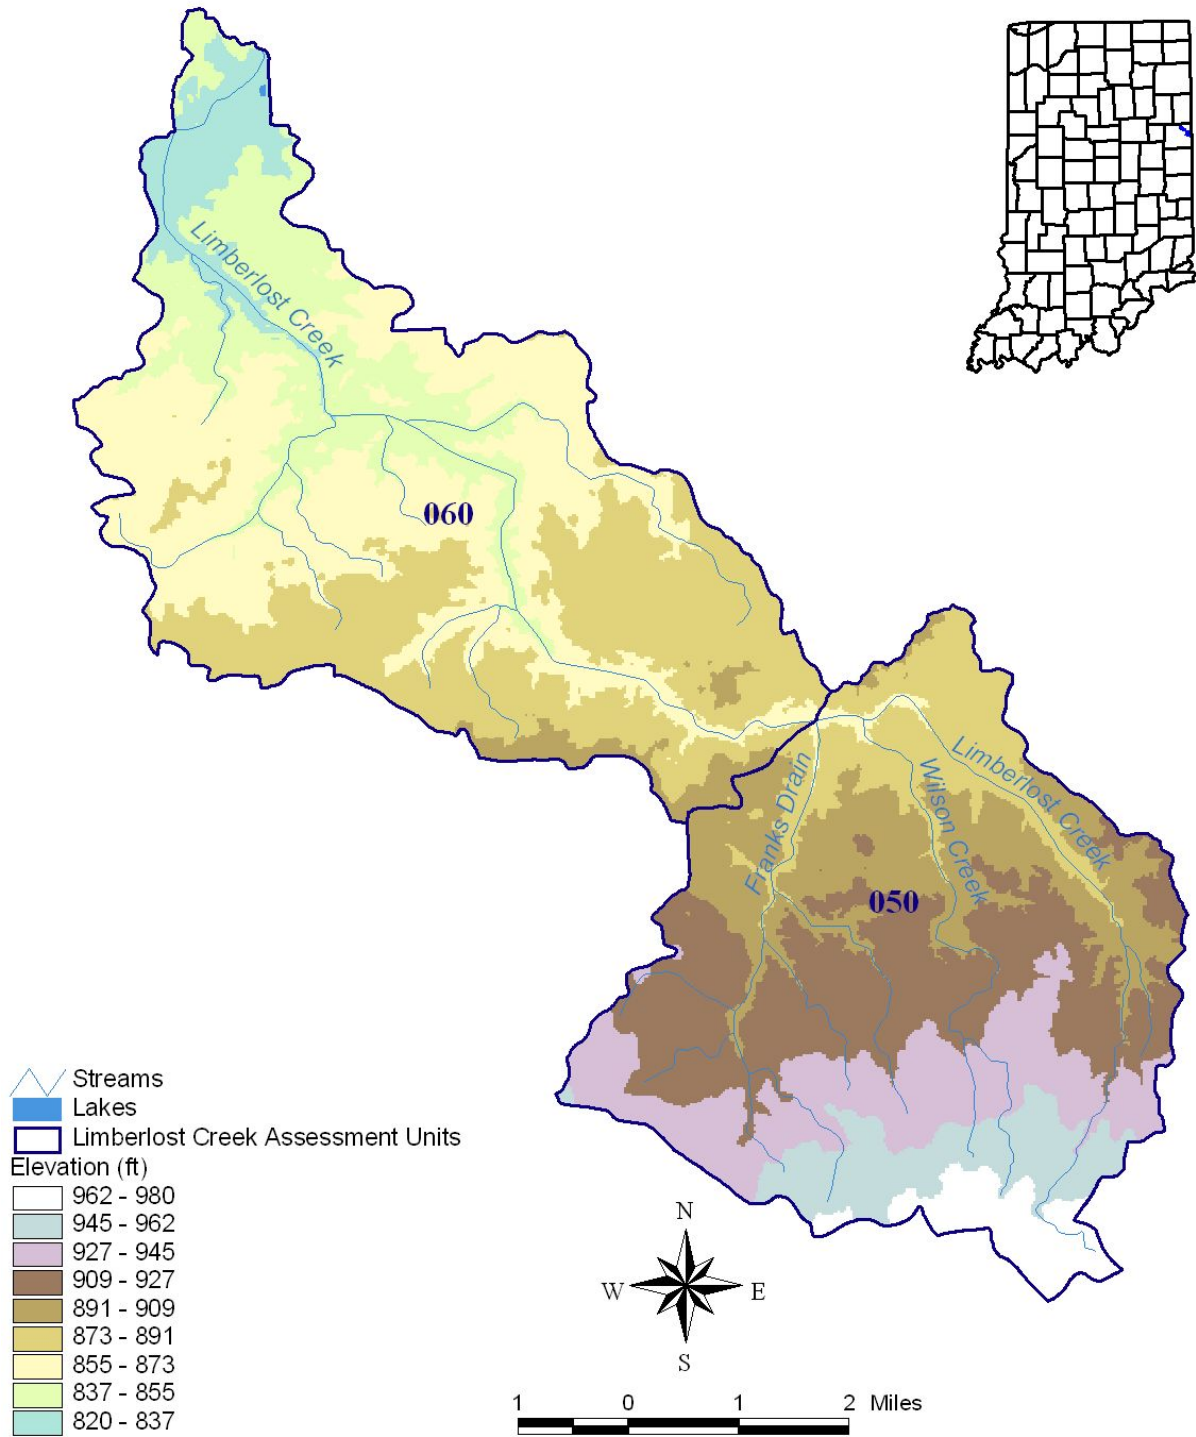 Limberlost Creek
060
Limberlost Creek
Wilson Creek
Franks Drain
050
Streams
Lakes
Limberlost Creek Assessment Units
Elevation (ft)
962 - 980
945 - 962
927 - 945
909 - 927
891 - 909
873 - 891
855 - 873
837 - 855
820 - 837
N
W E
S
1 0 1 2 Miles